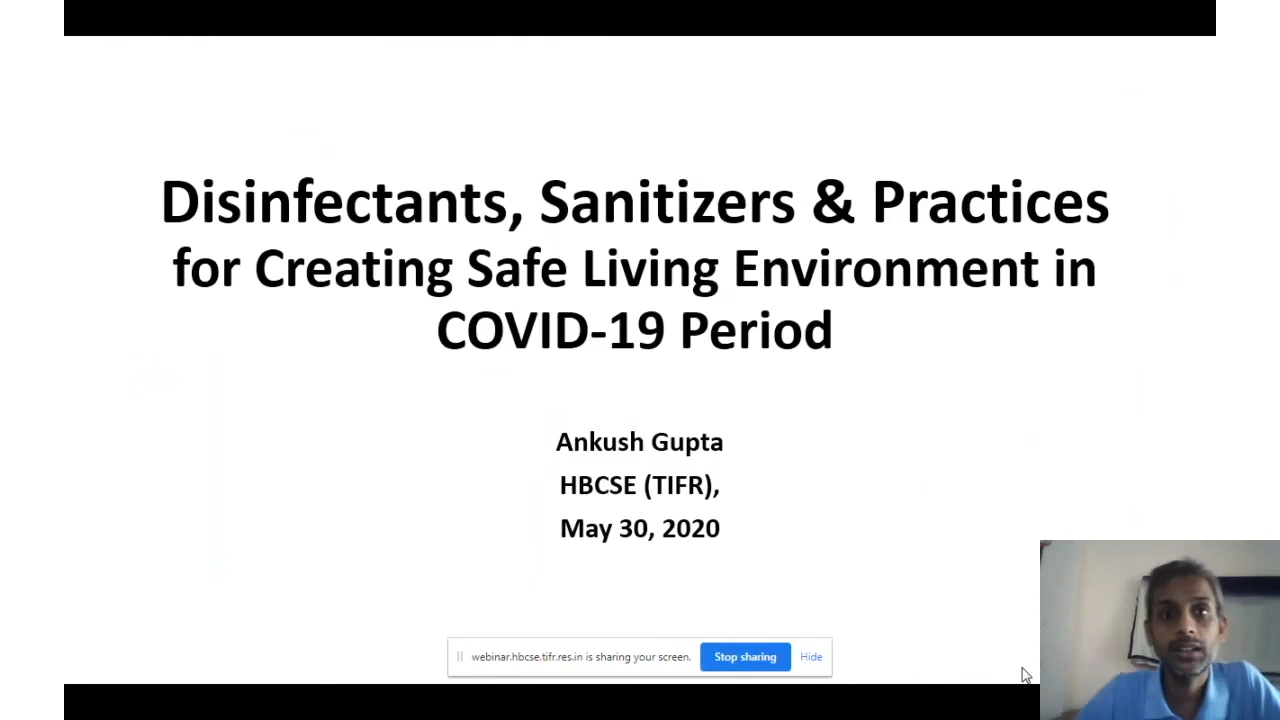 Disinfectants, Sanitizers & Practices
for Creating Safe Living Environment in
COVID-19 Period
Ankush Gupta
HBCSE (TIFR),
May 30, 2020
webinar.hbcse.tifr.res.in is sharing your screen. Stop sharing Hide